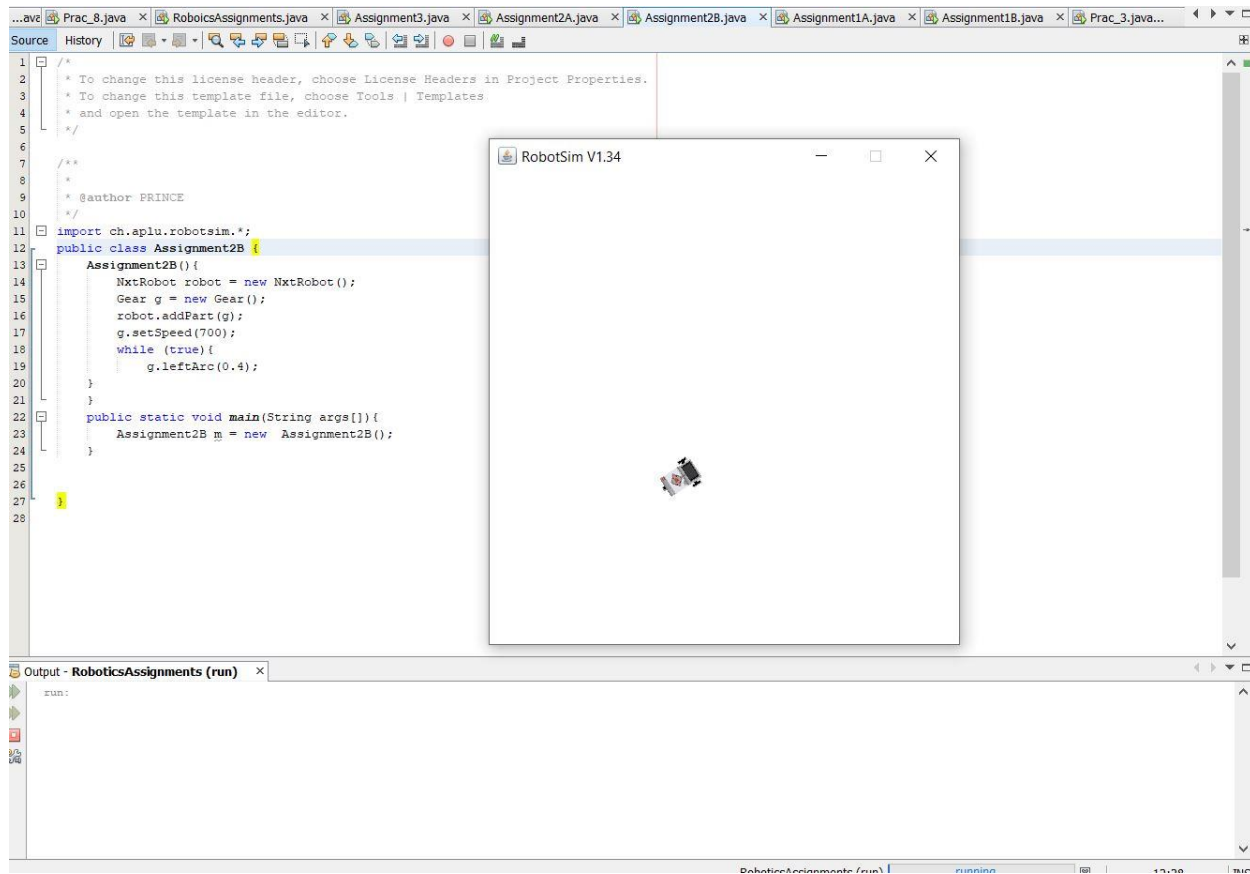 ...ava Prac_8.java RoboicsAssignments.java Assignment3.java Assignment2A.java Assignment2B.java Assignment1A.java Assignment1B.java Prac_3.java...
Source History
1 /*
2 * To change this license header, choose License Headers in Project Properties.
3 * To change this template file, choose Tools | Templates
4 * and open the template in the editor.
5 */
6
7 /**
8 *
9 * @author PRINCE
10 */
11 import ch.aplu.robotsim.*;
12 public class Assignment2B {
13 Assignment2B(){
14 NxtRobot robot = new NxtRobot();
15 Gear g = new Gear();
16 robot.addPart(g);
17 g.setSpeed(700);
18 while (true){
19 g.leftArc(0.4);
20 }
21 }
22 public static void main(String args[]){
23 Assignment2B m = new Assignment2B();
24 }
25
26
27 }
28
RobotSim V1.34
Output - RoboticsAssignments (run)
run:
RoboticsAssignments (run) running 12:28 INS